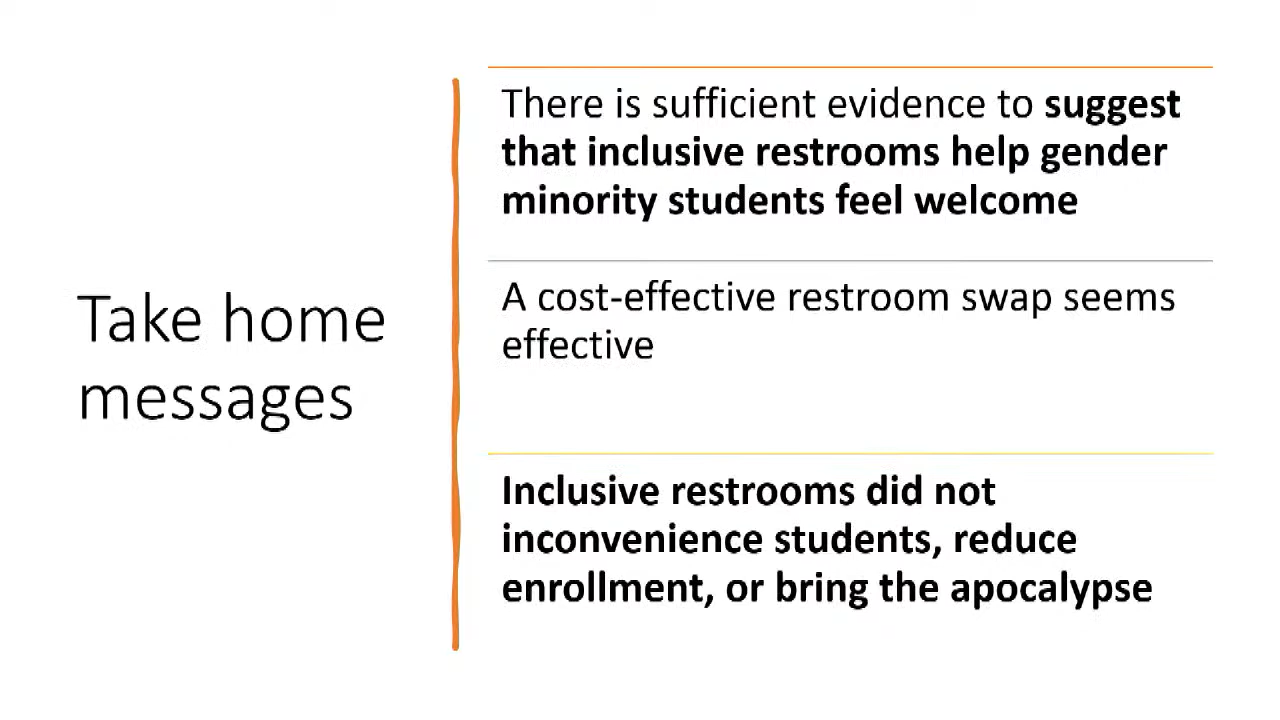 Take home
messages
There is sufficient evidence to suggest
that inclusive restrooms help gender
minority students feel welcome
A cost-effective restroom swap seems
effective
Inclusive restrooms did not
inconvenience students, reduce
enrollment, or bring the apocalypse